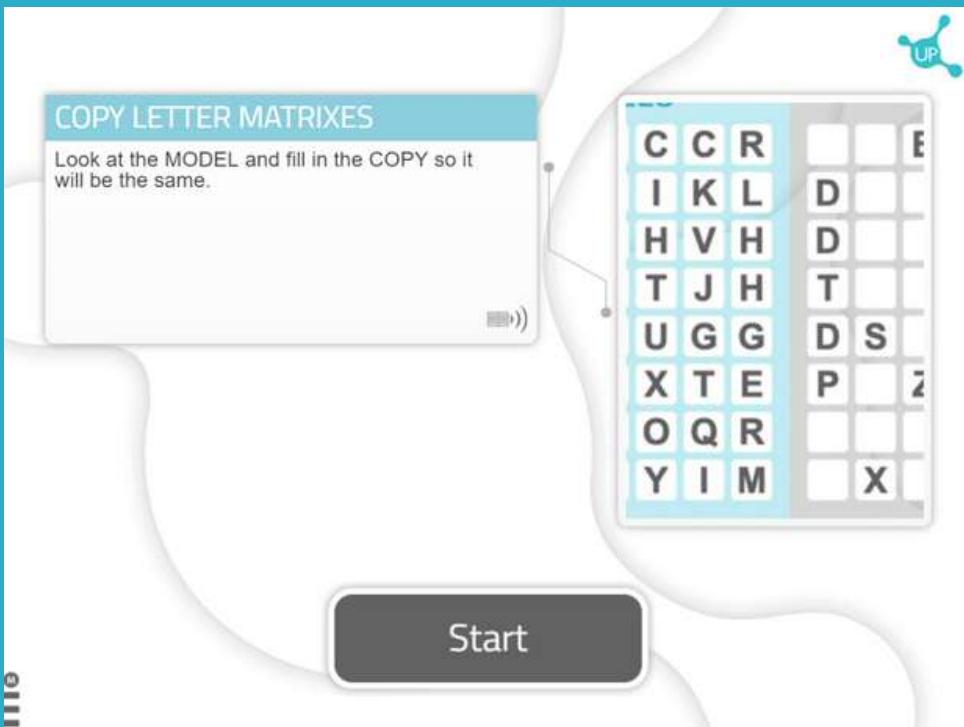 UP
COPY LETTER MATRIXES
Look at the MODEL and fill in the COPY so it
will be the same.
C C R
I K L D
H V H D
T J H T
U G G D S
X T E P Z
O Q R
Y I M X
Start